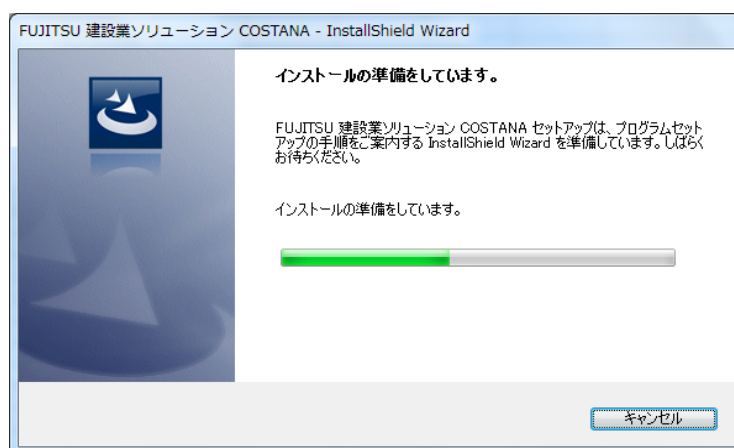 FUJITSU 建設業ソリューション COSTANA - InstallShield Wizard
インストールの準備をしています。
FUJITSU 建設業ソリューション COSTANA セットアップは、プログラムセット
アップの手順をご案内する InstallShield Wizard を準備しています。しばらく
お待ちください。
インストールの準備をしています。
キャンセル